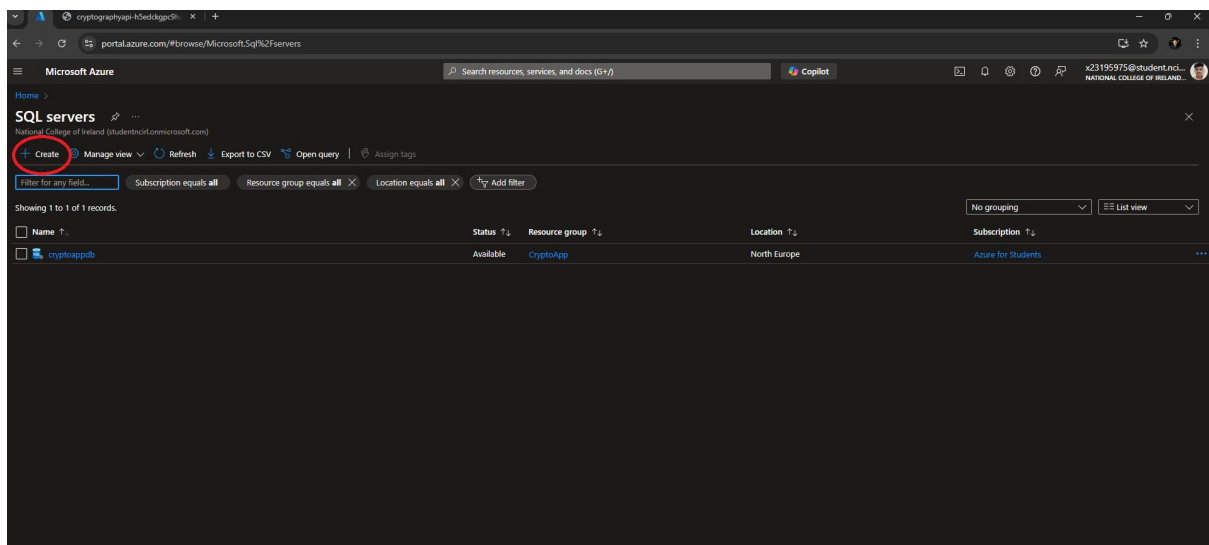 cryptographyapi-h5edckgpc9h
portal.azure.com/#browse/Microsoft.Sql%2Fservers
Microsoft Azure
Search resources, services, and docs (G+/)
Copilot
x23195975@student.nci...
NATIONAL COLLEGE OF IRELAND...
Home >
SQL servers
National College of Ireland (studentncirl.onmicrosoft.com)
Create Manage view Refresh Export to CSV Open query Assign tags
Filter for any field... Subscription equals all Resource group equals all Location equals all Add filter
Showing 1 to 1 of 1 records. No grouping List view
Name Status Resource group Location Subscription
cryptoappdb Available CryptoApp North Europe Azure for Students